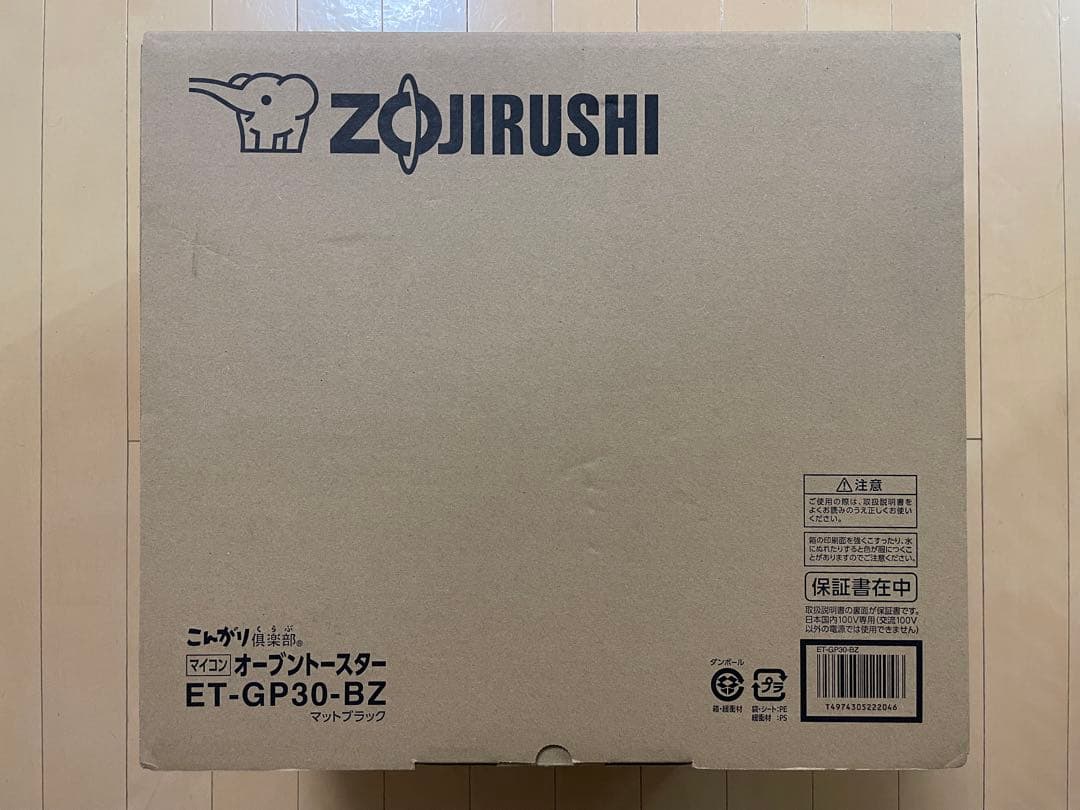 ZOJIRUSHI
注意
ご使用の際は、取扱説明書を
よくお読みのうえ正しくお使い
ください。
箱の印刷面を強くこすったり、水
にぬれたりすると色が服につくこ
とがありますのでご注意ください。
保証書在中
取扱説明書の裏面が保証書です。
日本国内100V専用(交流100V
以外の電源では使用できません)
くらぶ
こんがり倶楽部®
マイコン オーブントースター
ET-GP30-BZ
マットブラック
ダンボール
箱・緩衝材
プラ
袋・シート:PE
緩衝材 :PS
ET-GP30-BZ
T4974305222046